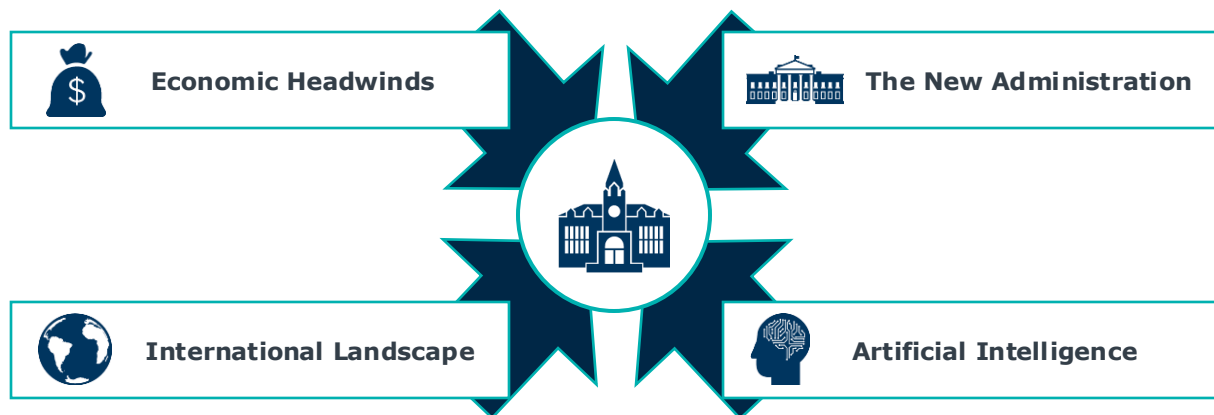 Economic Headwinds
The New Administration
$
International Landscape
Artificial Intelligence